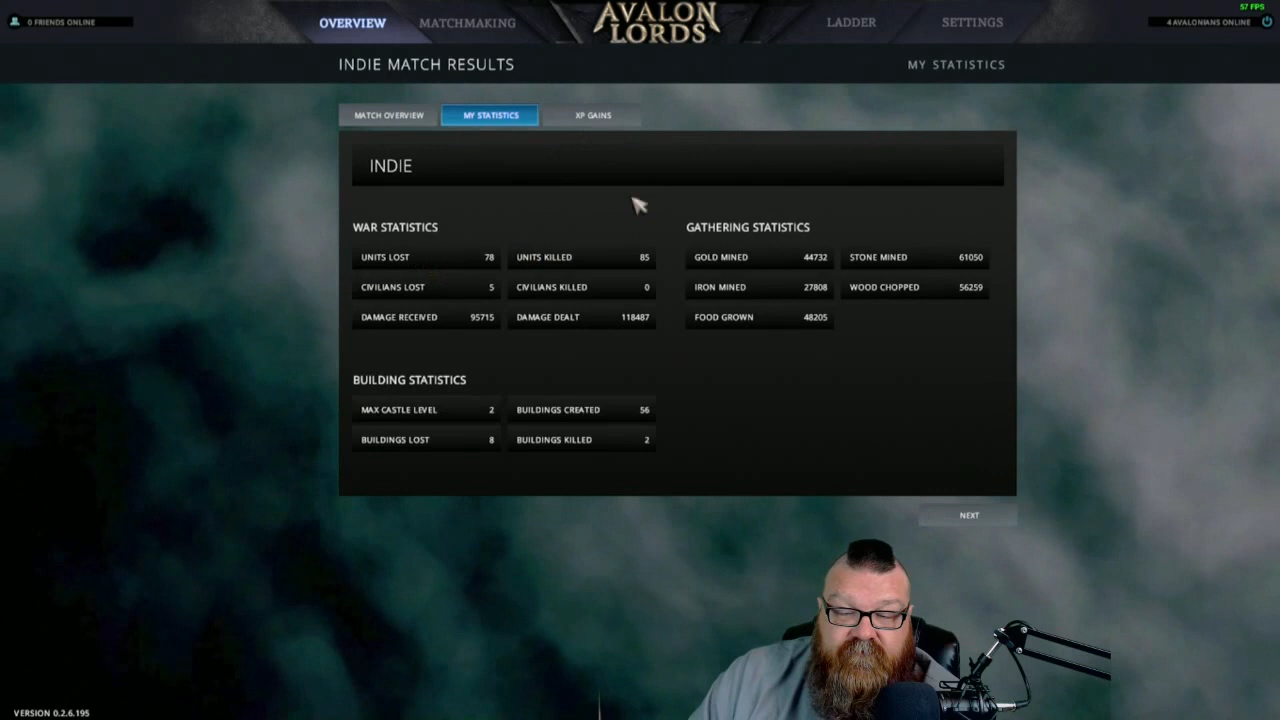 57 FPS
0 FRIENDS ONLINE
OVERVIEW
MATCHMAKING
AVALON
LORDS
LADDER
SETTINGS
4 AVALONIANS ONLINE
INDIE MATCH RESULTS
MY STATISTICS
MATCH OVERVIEW
MY STATISTICS
XP GAINS
INDIE
WAR STATISTICS
UNITS LOST 78
UNITS KILLED 85
CIVILIANS LOST 5
CIVILIANS KILLED 0
DAMAGE RECEIVED 95715
DAMAGE DEALT 118487
GATHERING STATISTICS
GOLD MINED 44732
STONE MINED 61050
IRON MINED 27808
WOOD CHOPPED 56259
FOOD GROWN 48205
BUILDING STATISTICS
MAX CASTLE LEVEL 2
BUILDINGS CREATED 56
BUILDINGS LOST 8
BUILDINGS KILLED 2
NEXT
VERSION 0.2.6.195